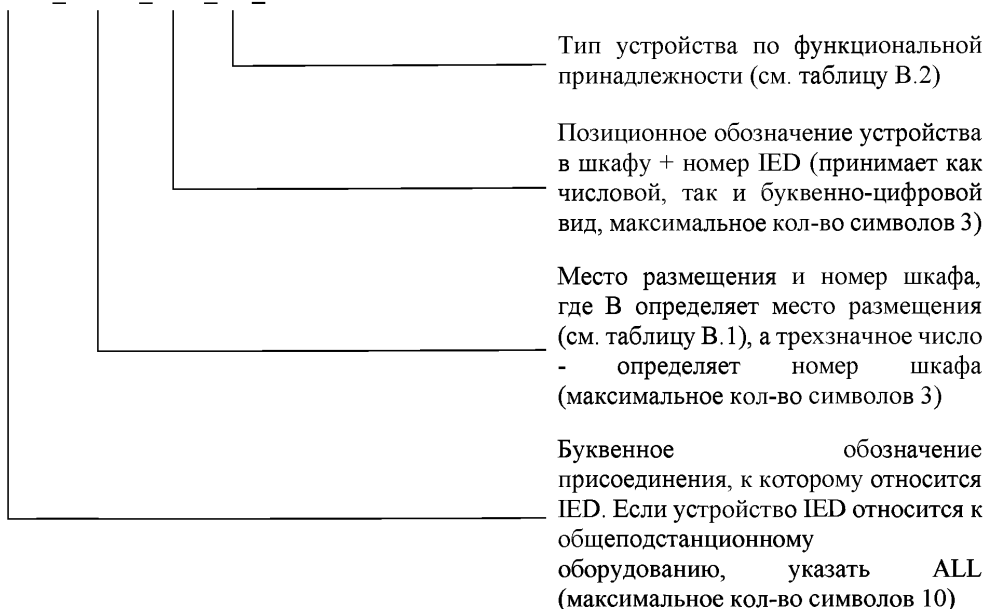 Тип устройства по функциональной
принадлежности (см. таблицу В.2)
Позиционное обозначение устройства
в шкафу + номер IED (принимает как
числовой, так и буквенно-цифровой
вид, максимальное кол-во символов 3)
Место размещения и номер шкафа,
где В определяет место размещения
(см. таблицу В.1), а трехзначное число
- определяет номер шкафа
(максимальное кол-во символов 3)
Буквенное обозначение
присоединения, к которому относится
IED. Если устройство IED относится к
общеподстанционному
оборудованию, указать ALL
(максимальное кол-во символов 10)